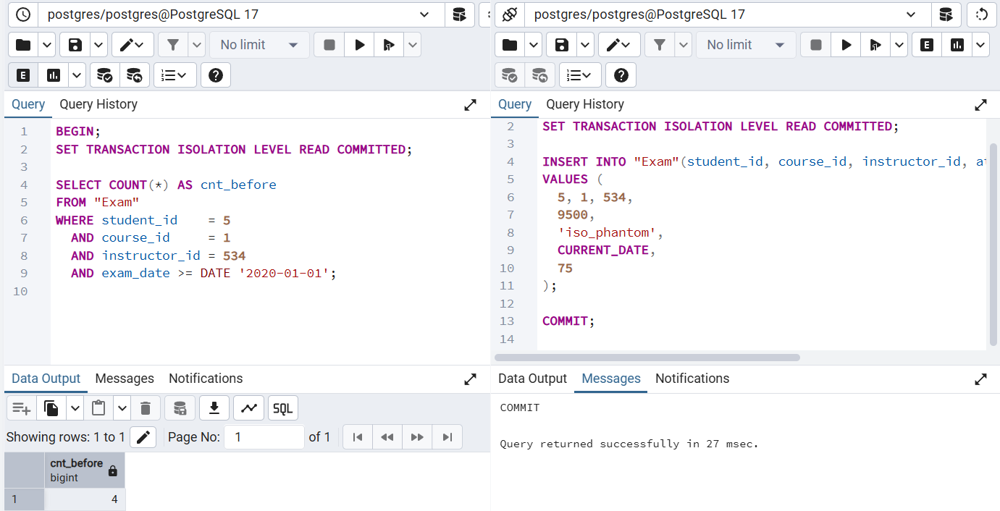 postgres/postgres@PostgreSQL 17
No limit
E
Query Query History
1 BEGIN;
2 SET TRANSACTION ISOLATION LEVEL READ COMMITTED;
3
4 SELECT COUNT(*) AS cnt_before
5 FROM "Exam"
6 WHERE student_id    = 5
7   AND course_id     = 1
8   AND instructor_id = 534
9   AND exam_date >= DATE '2020-01-01';
10
Data Output Messages Notifications
SQL
Showing rows: 1 to 1 Page No: 1 of 1
cnt_before
bigint
1 4
postgres/postgres@PostgreSQL 17
No limit
E
Query Query History
2 SET TRANSACTION ISOLATION LEVEL READ COMMITTED;
3
4 INSERT INTO "Exam"(student_id, course_id, instructor_id, at
5 VALUES (
6   5, 1, 534,
7   9500,
8   'iso_phantom',
9   CURRENT_DATE,
10   75
11 );
12
13 COMMIT;
14
Data Output Messages Notifications
COMMIT
Query returned successfully in 27 msec.